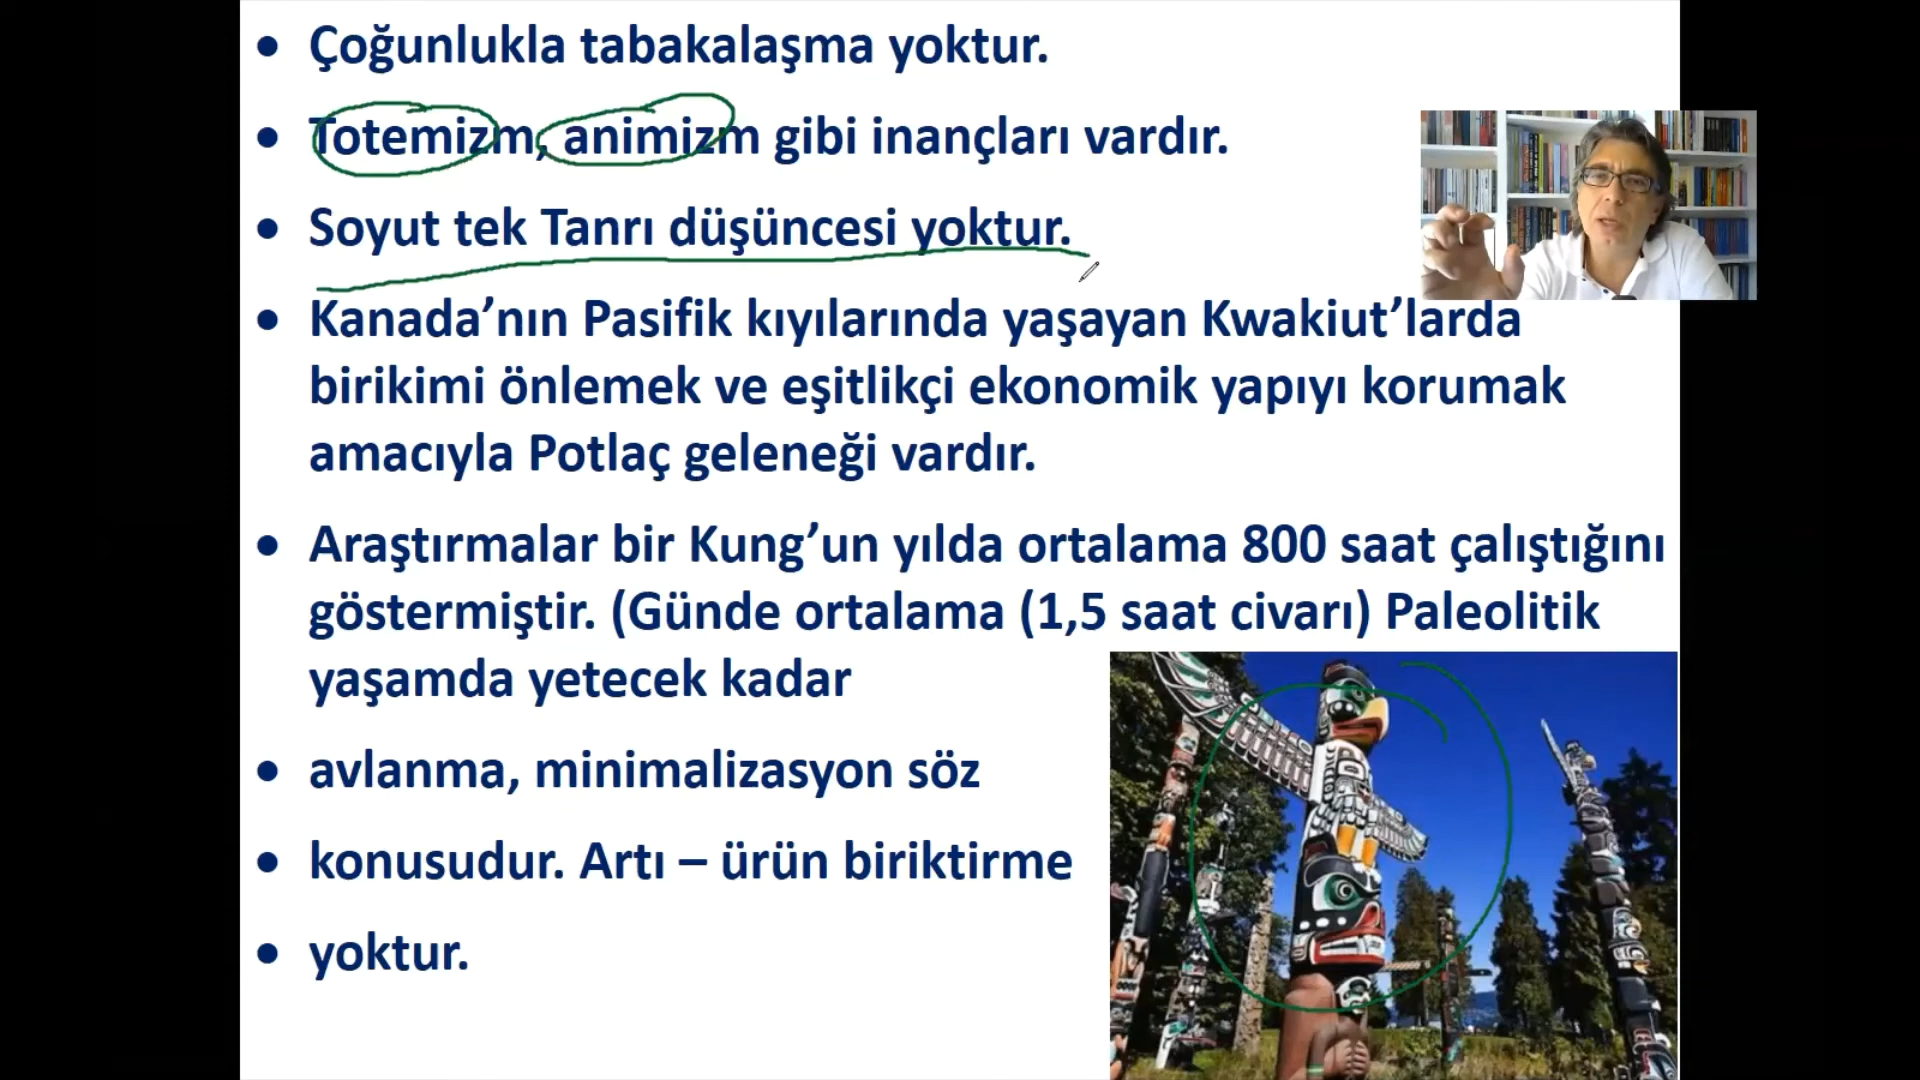 • Çoğunlukla tabakalaşma yoktur.
• Totemizm, animizm gibi inançları vardır.
• Soyut tek Tanrı düşüncesi yoktur.
• Kanada’nın Pasifik kıyılarında yaşayan Kwakiut’larda
birikimi önlemek ve eşitlikçi ekonomik yapıyı korumak
amacıyla Potlaç geleneği vardır.
• Araştırmalar bir Kung’un yılda ortalama 800 saat çalıştığını
göstermiştir. (Günde ortalama (1,5 saat civarı) Paleolitik
yaşamda yetecek kadar
• avlanma, minimalizasyon söz
• konusudur. Artı – ürün biriktirme
• yoktur.